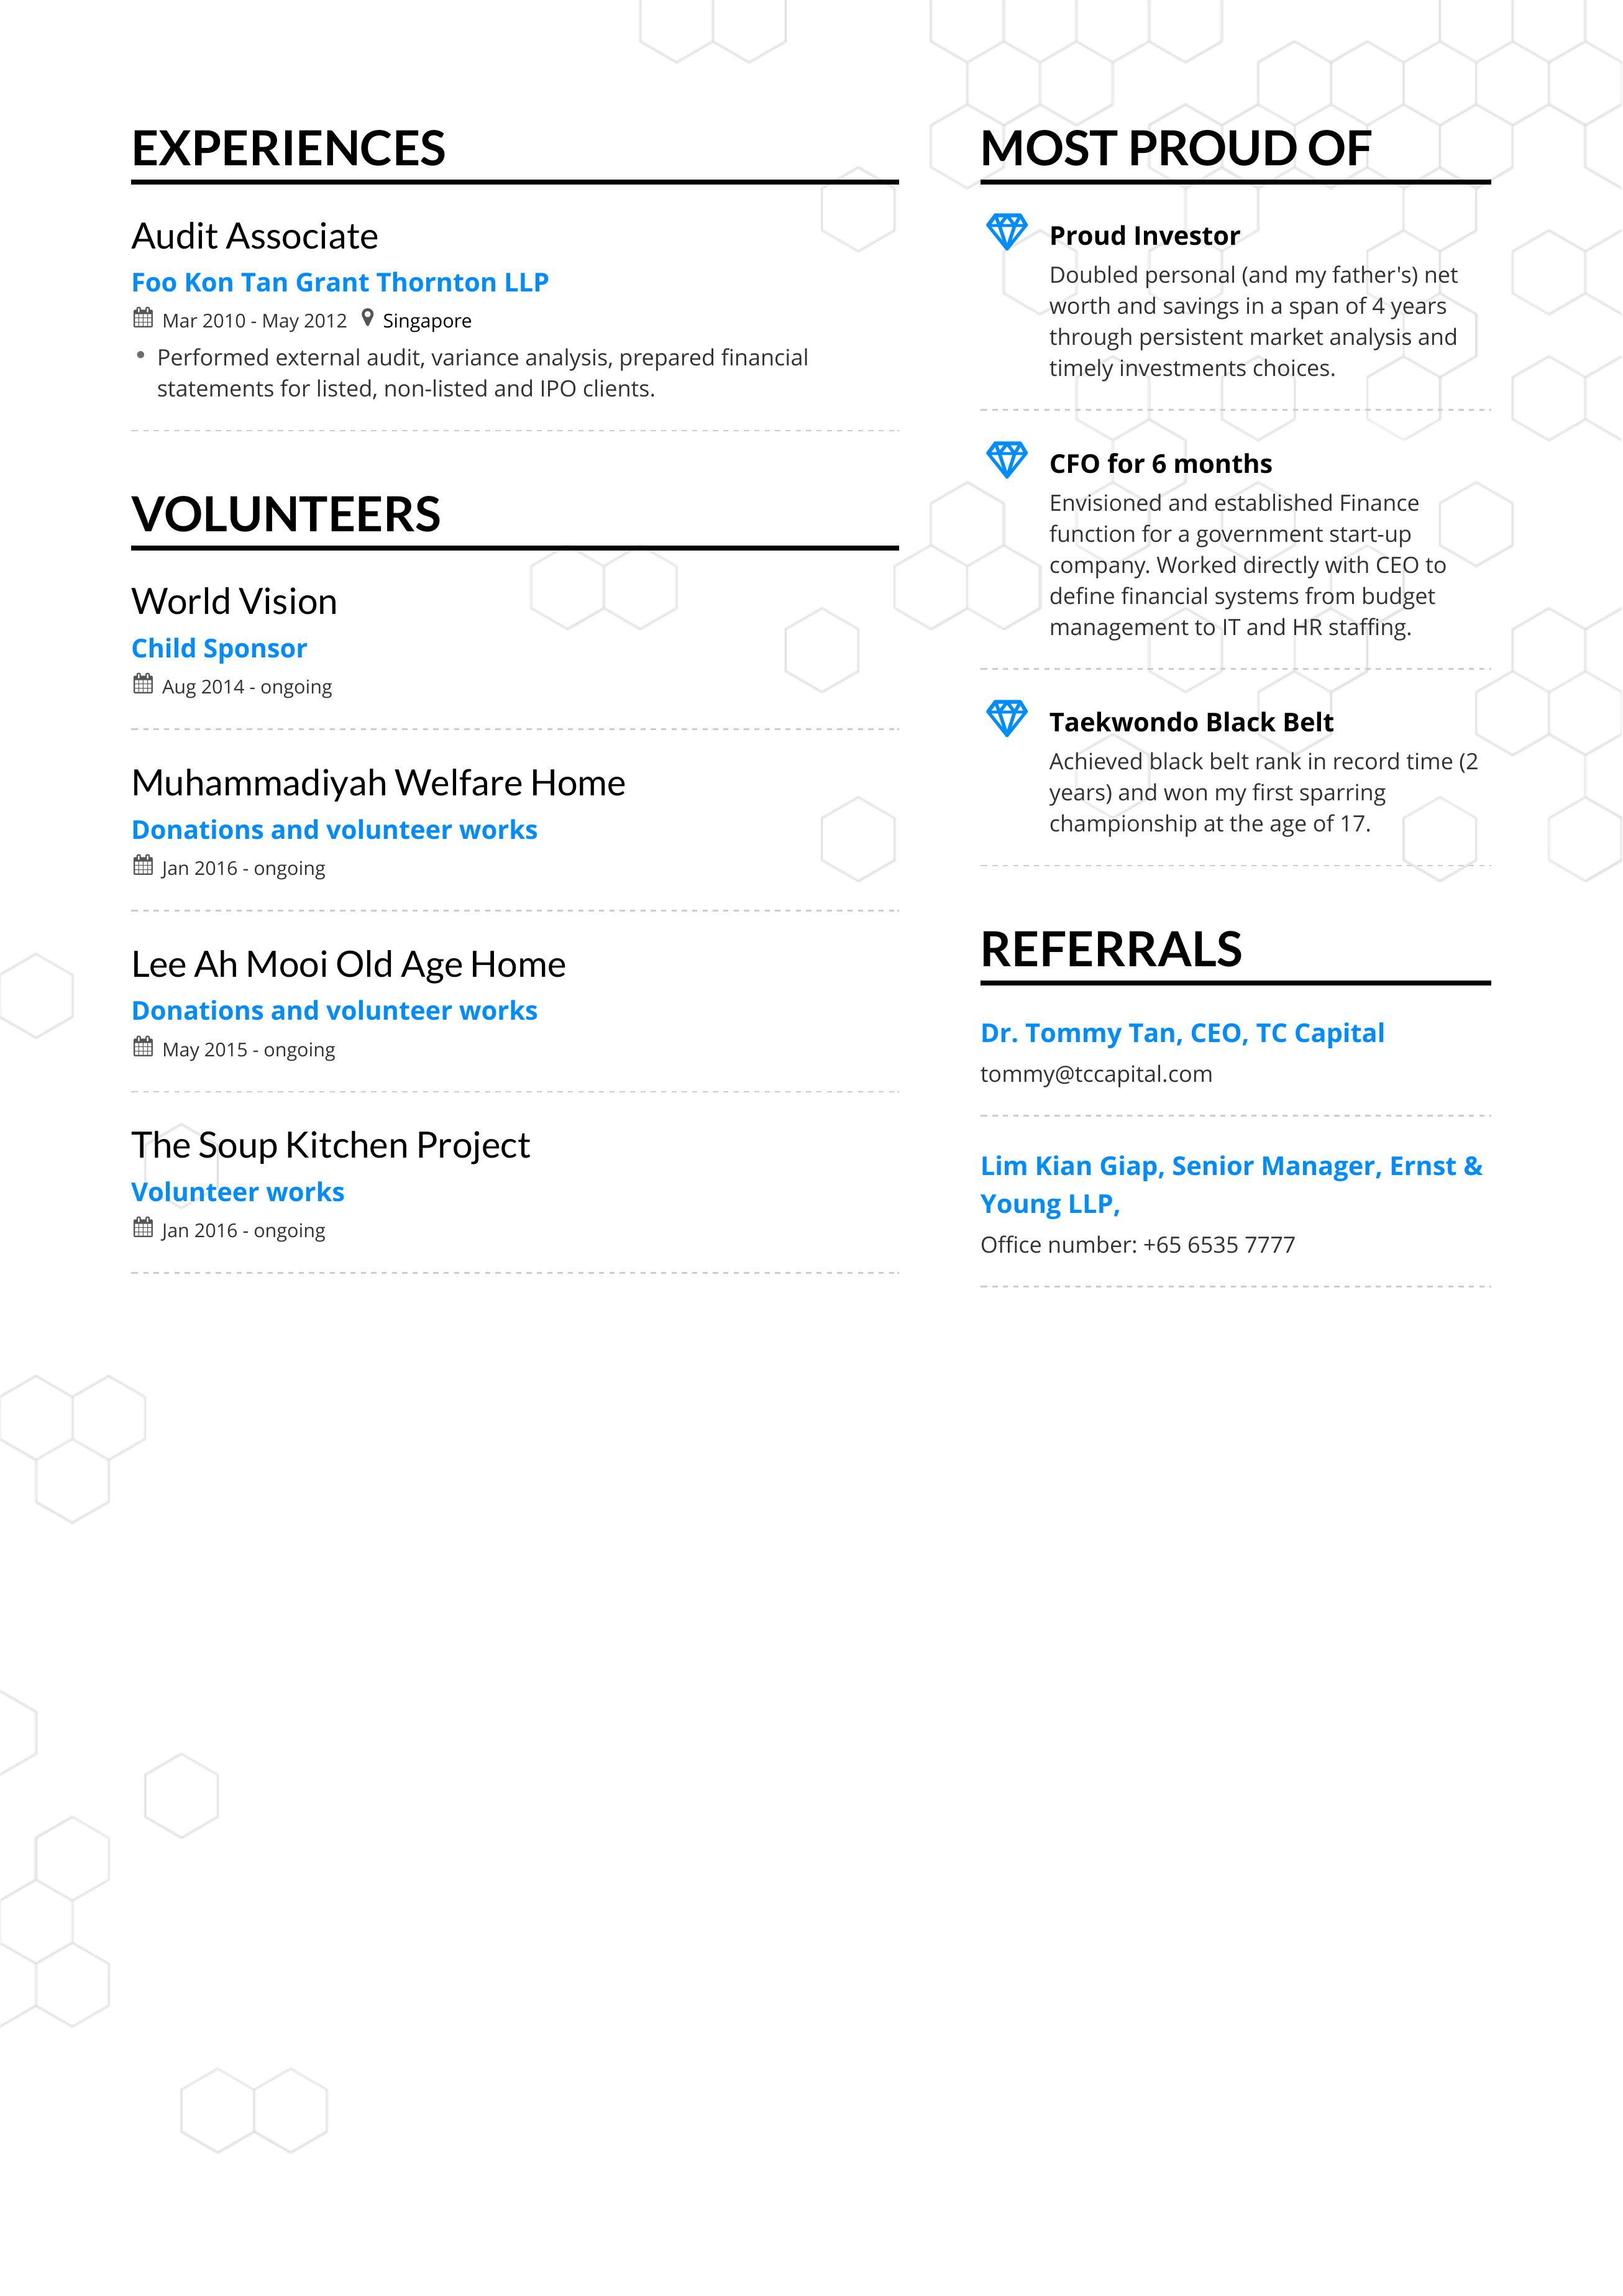 EXPERIENCES
Audit Associate
Foo Kon Tan Grant Thornton LLP
Mar 2010 - May 2012 Singapore
• Performed external audit, variance analysis, prepared financial
statements for listed, non-listed and IPO clients.
VOLUNTEERS
World Vision
Child Sponsor
Aug 2014 - ongoing
Muhammadiyah Welfare Home
Donations and volunteer works
Jan 2016 - ongoing
Lee Ah Mooi Old Age Home
Donations and volunteer works
May 2015 - ongoing
The Soup Kitchen Project
Volunteer works
Jan 2016 - ongoing
MOST PROUD OF
Proud Investor
Doubled personal (and my father's) net
worth and savings in a span of 4 years
through persistent market analysis and
timely investments choices.
CFO for 6 months
Envisioned and established Finance
function for a government start-up
company. Worked directly with CEO to
define financial systems from budget
management to IT and HR staffing.
Taekwondo Black Belt
Achieved black belt rank in record time (2
years) and won my first sparring
championship at the age of 17.
REFERRALS
Dr. Tommy Tan, CEO, TC Capital
tommy@tccapital.com
Lim Kian Giap, Senior Manager, Ernst &
Young LLP,
Office number: +65 6535 7777